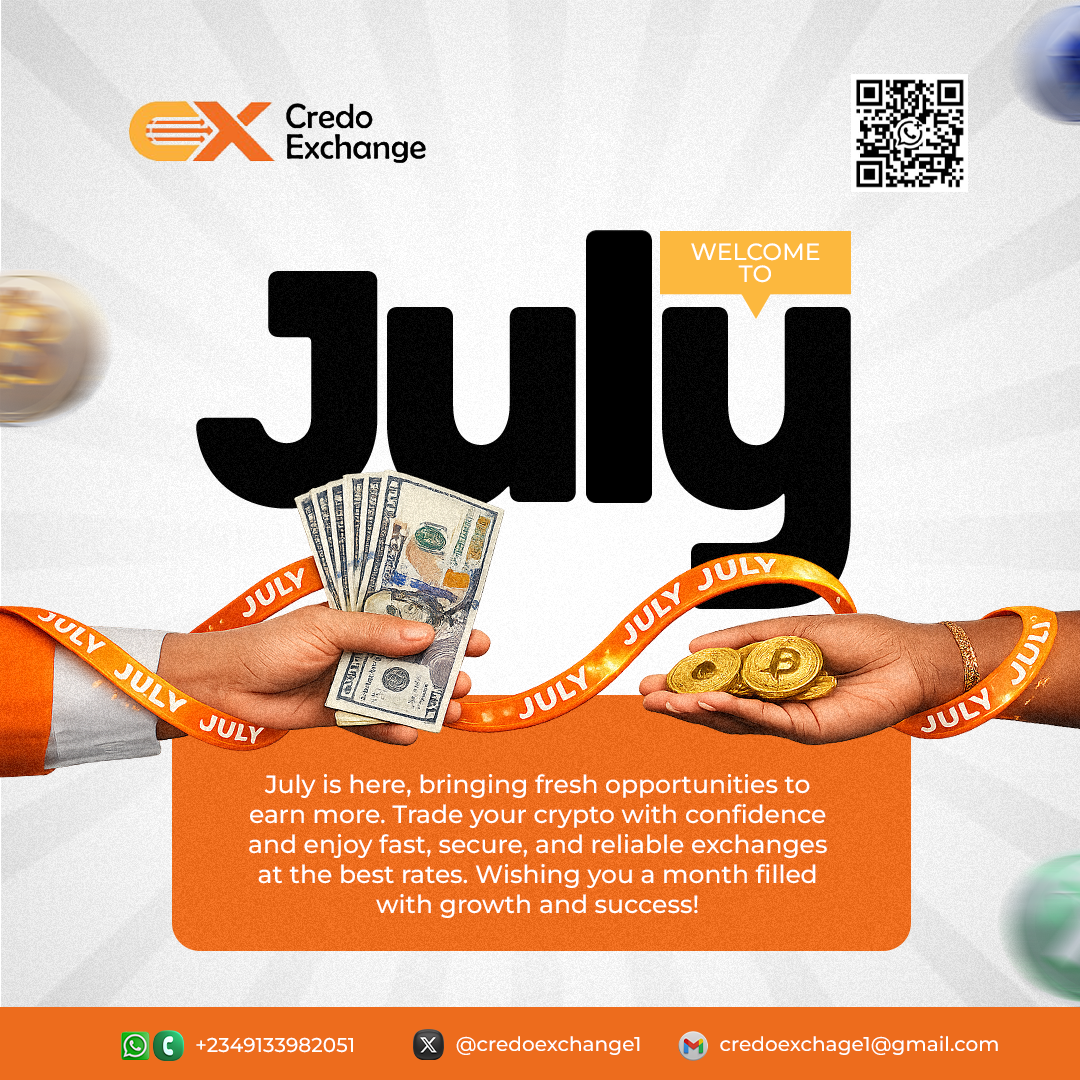 Credo
Exchange
WELCOME
TO
July
JULY
JULY
JULY
JULY
JULY
JULY
JULY
JULY
JULY
July is here, bringing fresh opportunities to
earn more. Trade your crypto with confidence
and enjoy fast, secure, and reliable exchanges
at the best rates. Wishing you a month filled
with growth and success!
+2349133982051
@credoexchange1
credoexchage1@gmail.com